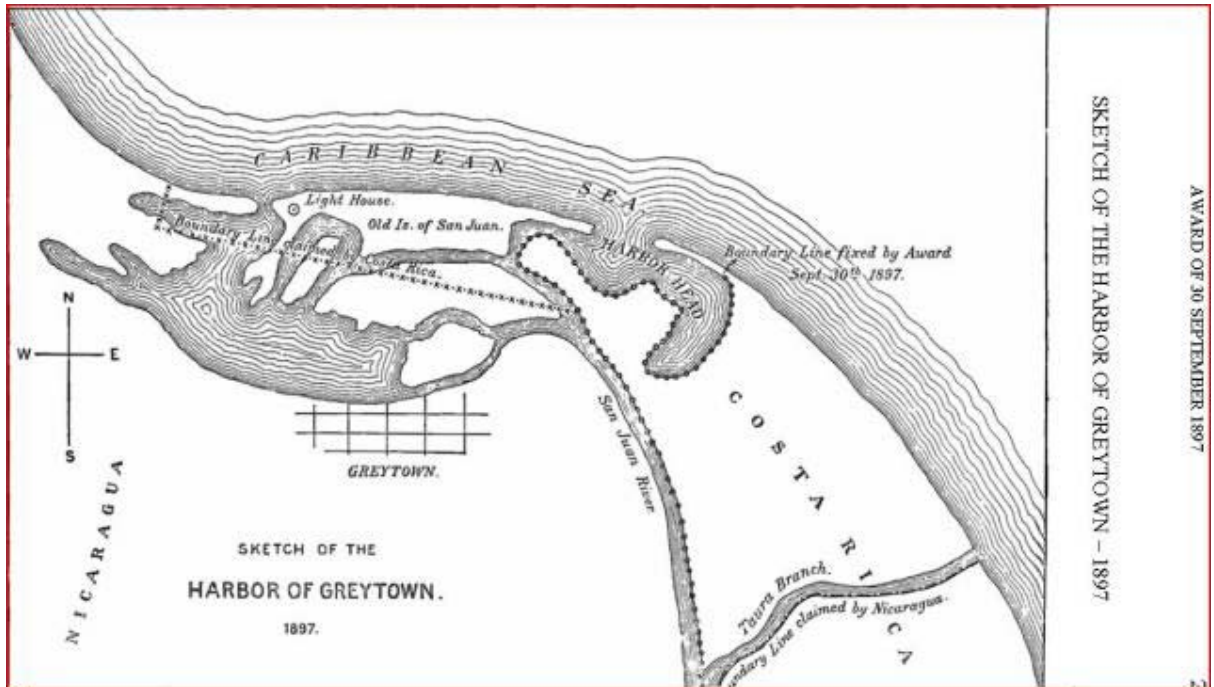 CARIBBEAN SEA
Light House.
Old Is. of San Juan.
Boundary Line claimed by Costa Rica.
HARBOR HEAD
Boundary Line fixed by Award
Sept. 30th 1897.
N
W E
S
COSTA RICA
San Juan River.
GREYTOWN.
NICARAGUA
SKETCH OF THE
HARBOR OF GREYTOWN.
1897.
Taura Branch.
undary Line claimed by Nicaragua.
SKETCH OF THE HARBOR OF GREYTOWN – 1897
AWARD OF 30 SEPTEMBER 1897